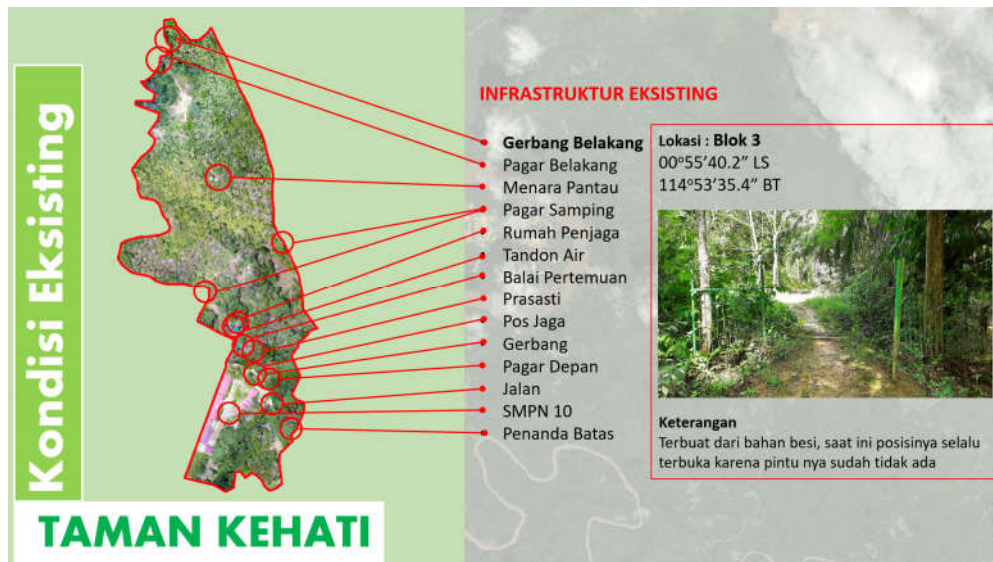 Kondisi Eksisting
TAMAN KEHATI
INFRASTRUKTUR EKSISTING
Gerbang Belakang
Pagar Belakang
Menara Pantau
Pagar Samping
Rumah Penjaga
Tandon Air
Balai Pertemuan
Prasasti
Pos Jaga
Gerbang
Pagar Depan
Jalan
SMPN 10
Penanda Batas
Lokasi : Blok 3
00°55’40.2” LS
114°53’35.4” BT
Keterangan
Terbuat dari bahan besi, saat ini posisinya selalu
terbuka karena pintu nya sudah tidak ada